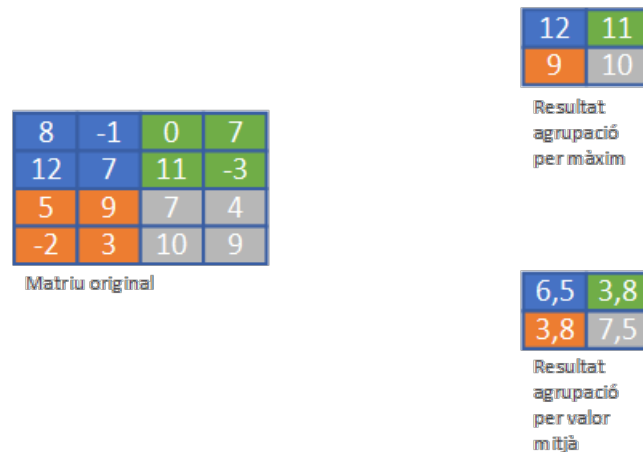 12 11
9 10
Resultat
agrupació
per màxim
8 -1 0 7
12 7 11 -3
5 9 7 4
-2 3 10 9
Matriu original
6,5 3,8
3,8 7,5
Resultat
agrupació
per valor
mitjà